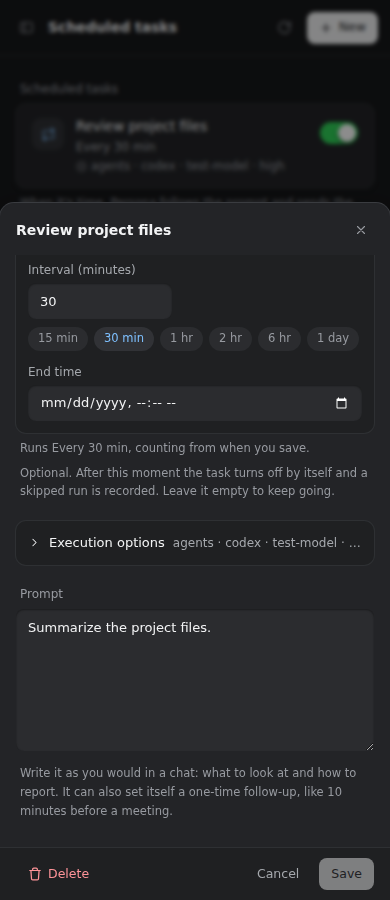 Scheduled tasks
New
Scheduled tasks
Review project files
Every 30 min
agents · codex · test-model · high
Review project files
Interval (minutes)
30
15 min 30 min 1 hr 2 hr 6 hr 1 day
End time
mm/dd/yyyy, --:-- --
Runs Every 30 min, counting from when you save.
Optional. After this moment the task turns off by itself and a
skipped run is recorded. Leave it empty to keep going.
Execution options agents · codex · test-model · ...
Prompt
Summarize the project files.
Write it as you would in a chat: what to look at and how to
report. It can also set itself a one-time follow-up, like 10
minutes before a meeting.
Delete Cancel Save